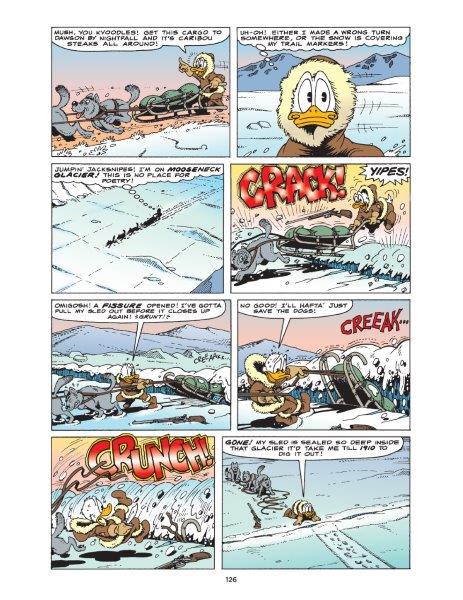 MUSH, YOU KYOODLES! GET THIS CARGO TO
DAWSON BY NIGHTFALL AND IT'S CARIBOU
STEAKS ALL AROUND!
UH-OH! EITHER I MADE A WRONG TURN
SOMEWHERE, OR THE SNOW IS COVERING
MY TRAIL MARKERS!
JUMPIN' JACKSNIPES! I'M ON MOOSENECK
GLACIER! THIS IS NO PLACE FOR
POETRY!
CRACK!
YIPES!
OMIGOSH! A FISSURE OPENED! I'VE GOTTA
PULL MY SLED OUT BEFORE IT CLOSES UP
AGAIN! :GRUNT!:
CREEAKK...
NO GOOD! I'LL HAFTA' JUST
SAVE THE DOGS!
CREEAK...
CRUNCH!
GONE! MY SLED IS SEALED SO DEEP INSIDE
THAT GLACIER IT'D TAKE ME TILL 1910 TO
DIG IT OUT!
126